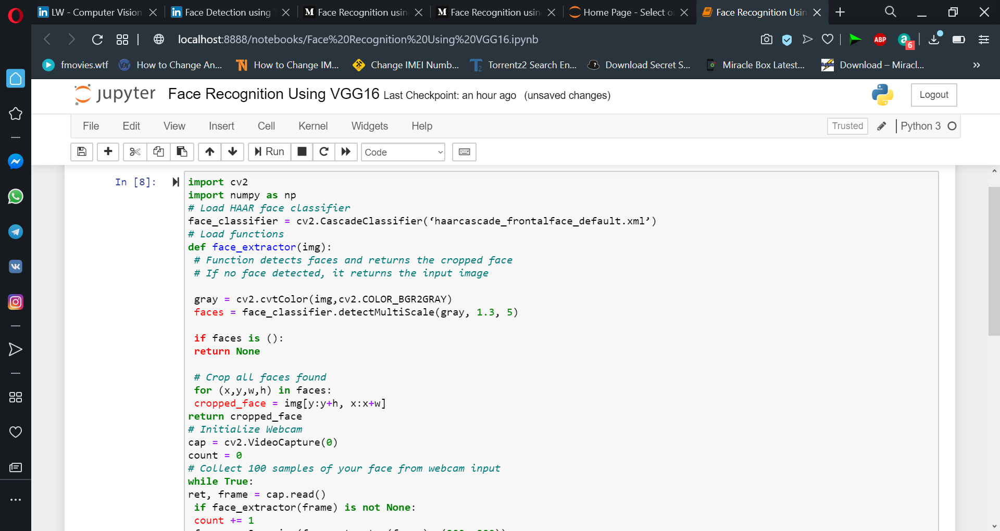 LW - Computer Vision
Face Detection using
Face Recognition usin
Face Recognition usin
Home Page - Select o
Face Recognition Usin
localhost:8888/notebooks/Face%20Recognition%20Using%20VGG16.ipynb
ABP
a
6
fmovies.wtf
How to Change An...
How to Change IM...
Change IMEI Numb...
Torrentz2 Search En...
Download Secret S...
Miracle Box Latest...
Download – Miracl...
jupyter
Face Recognition Using VGG16 Last Checkpoint: an hour ago (unsaved changes)
Logout
File Edit View Insert Cell Kernel Widgets Help
Trusted
Python 3
Run
Code
In [8]:
import cv2
import numpy as np
# Load HAAR face classifier
face_classifier = cv2.CascadeClassifier(‘haarcascade_frontalface_default.xml’)
# Load functions
def face_extractor(img):
# Function detects faces and returns the cropped face
# If no face detected, it returns the input image
gray = cv2.cvtColor(img,cv2.COLOR_BGR2GRAY)
faces = face_classifier.detectMultiScale(gray, 1.3, 5)
if faces is ():
return None
# Crop all faces found
for (x,y,w,h) in faces:
cropped_face = img[y:y+h, x:x+w]
return cropped_face
# Initialize Webcam
cap = cv2.VideoCapture(0)
count = 0
# Collect 100 samples of your face from webcam input
while True:
ret, frame = cap.read()
if face_extractor(frame) is not None:
count += 1